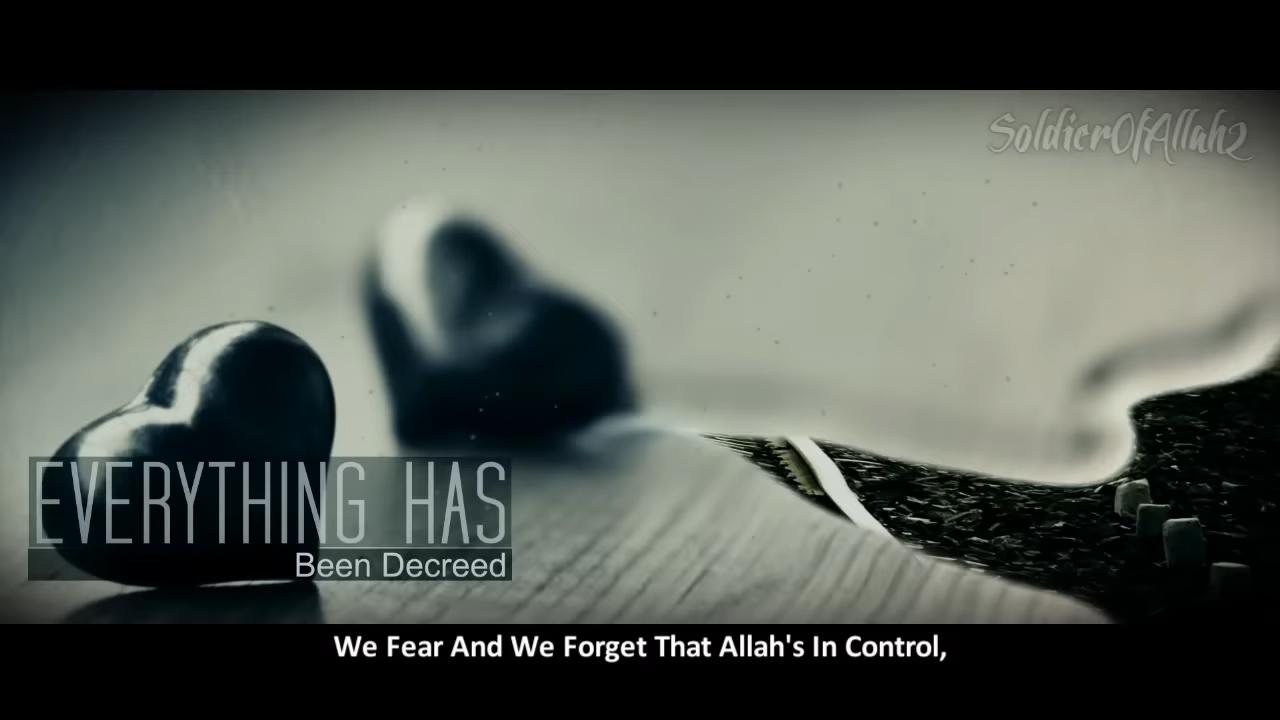 SoldierOfAllah2
EVERYTHING HAS
Been Decreed
We Fear And We Forget That Allah's In Control,